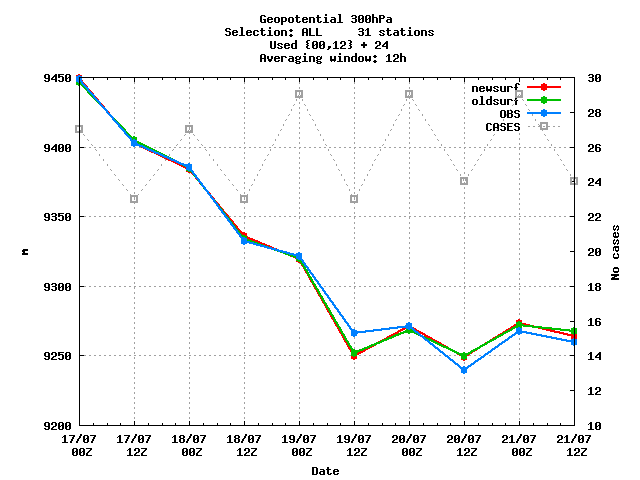 Geopotential 300hPa
Selection: ALL 31 stations
Used {00,12} + 24
Averaging window: 12h
9450
9400
9350
9300
9250
9200
m
30
28
26
24
22
20
18
16
14
12
10
No cases
newsurf
oldsurf
OBS
CASES
17/07 17/07 18/07 18/07 19/07 19/07 20/07 20/07 21/07 21/07
00Z 12Z 00Z 12Z 00Z 12Z 00Z 12Z 00Z 12Z
Date